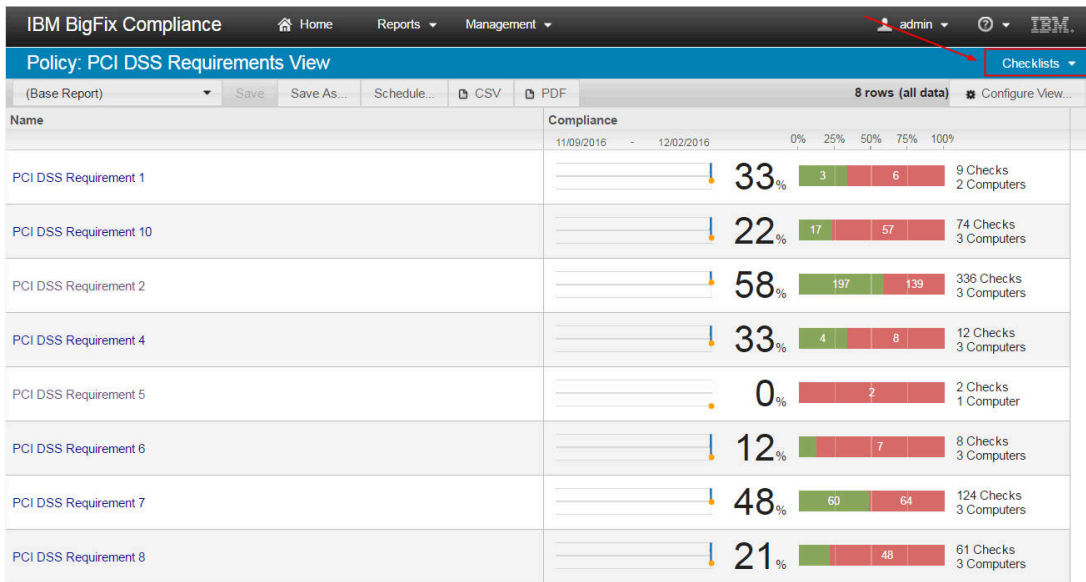 IBM BigFix Compliance Home Reports Management admin ? IBM.
Policy: PCI DSS Requirements View Checklists
(Base Report) Save Save As... Schedule... CSV PDF 8 rows (all data) Configure View...
Name Compliance
11/09/2016 - 12/02/2016 0% 25% 50% 75% 100%
PCI DSS Requirement 1 33% 3 6 9 Checks
2 Computers
PCI DSS Requirement 10 22% 17 57 74 Checks
3 Computers
PCI DSS Requirement 2 58% 197 139 336 Checks
3 Computers
PCI DSS Requirement 4 33% 4 8 12 Checks
3 Computers
PCI DSS Requirement 5 0% 2 2 Checks
1 Computer
PCI DSS Requirement 6 12% 7 8 Checks
3 Computers
PCI DSS Requirement 7 48% 60 64 124 Checks
3 Computers
PCI DSS Requirement 8 21% 48 61 Checks
3 Computers